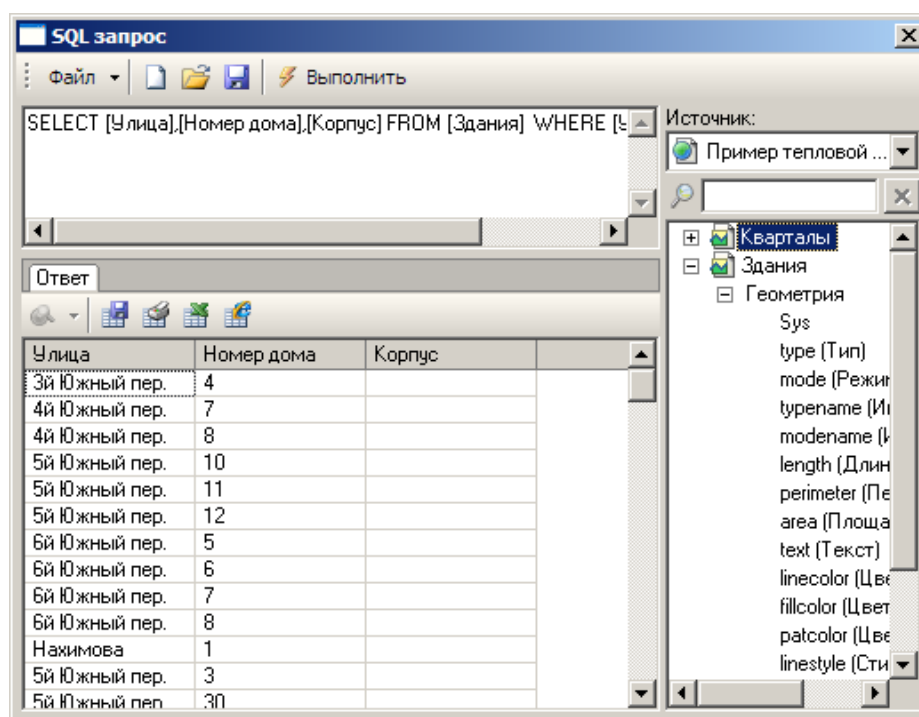 SQL запрос
Файл
Выполнить
SELECT [Улица],[Номер дома],[Корпус] FROM [Здания] WHERE
Источник:
Пример тепловой ...
Кварталы
Здания
Геометрия
Sys
type (Тип)
mode (Режи
typename
modename
length (Длин
perimeter (Пе
area (Площа
text (Текст)
linecolor (Цве
fillcolor (Цвет
patcolor (Цве
linestyle (Сти
Ответ
Улица Номер дома Корпус
3й Южный пер. 4
4й Южный пер. 7
4й Южный пер. 8
5й Южный пер. 10
5й Южный пер. 11
5й Южный пер. 12
6й Южный пер. 5
6й Южный пер. 6
6й Южный пер. 7
6й Южный пер. 8
Нахимова 1
5й Южный пер. 3
5й Южный пер 30